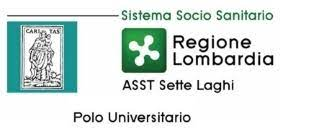 CARITAS
Sistema Socio Sanitario
Regione
Lombardia
ASST Sette Laghi
Polo Universitario